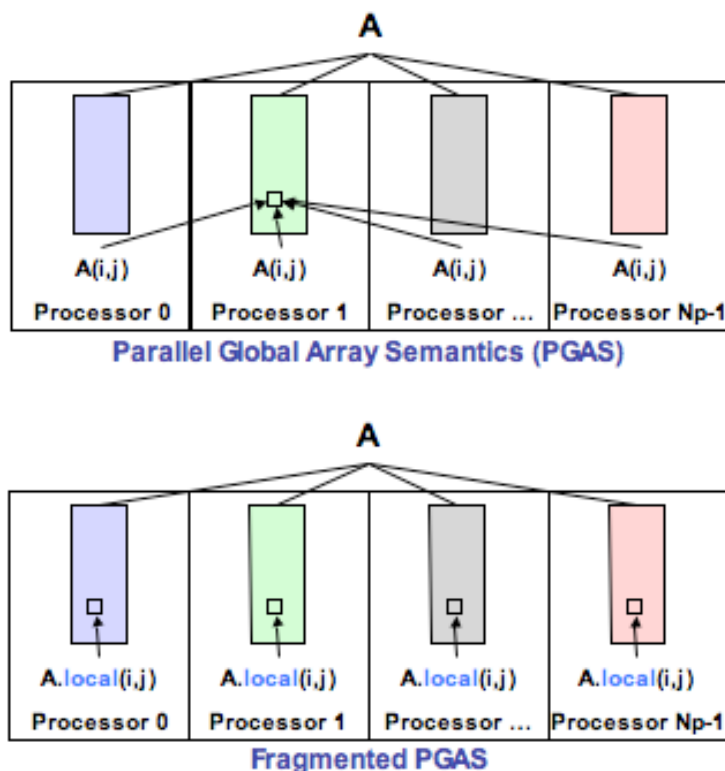 A
A(i,j) A(i,j) A(i,j) A(i,j)
Processor 0 Processor 1 Processor ... Processor Np-1
Parallel Global Array Semantics (PGAS)
A
A.local(i,j) A.local(i,j) A.local(i,j) A.local(i,j)
Processor 0 Processor 1 Processor ... Processor Np-1
Fragmented PGAS